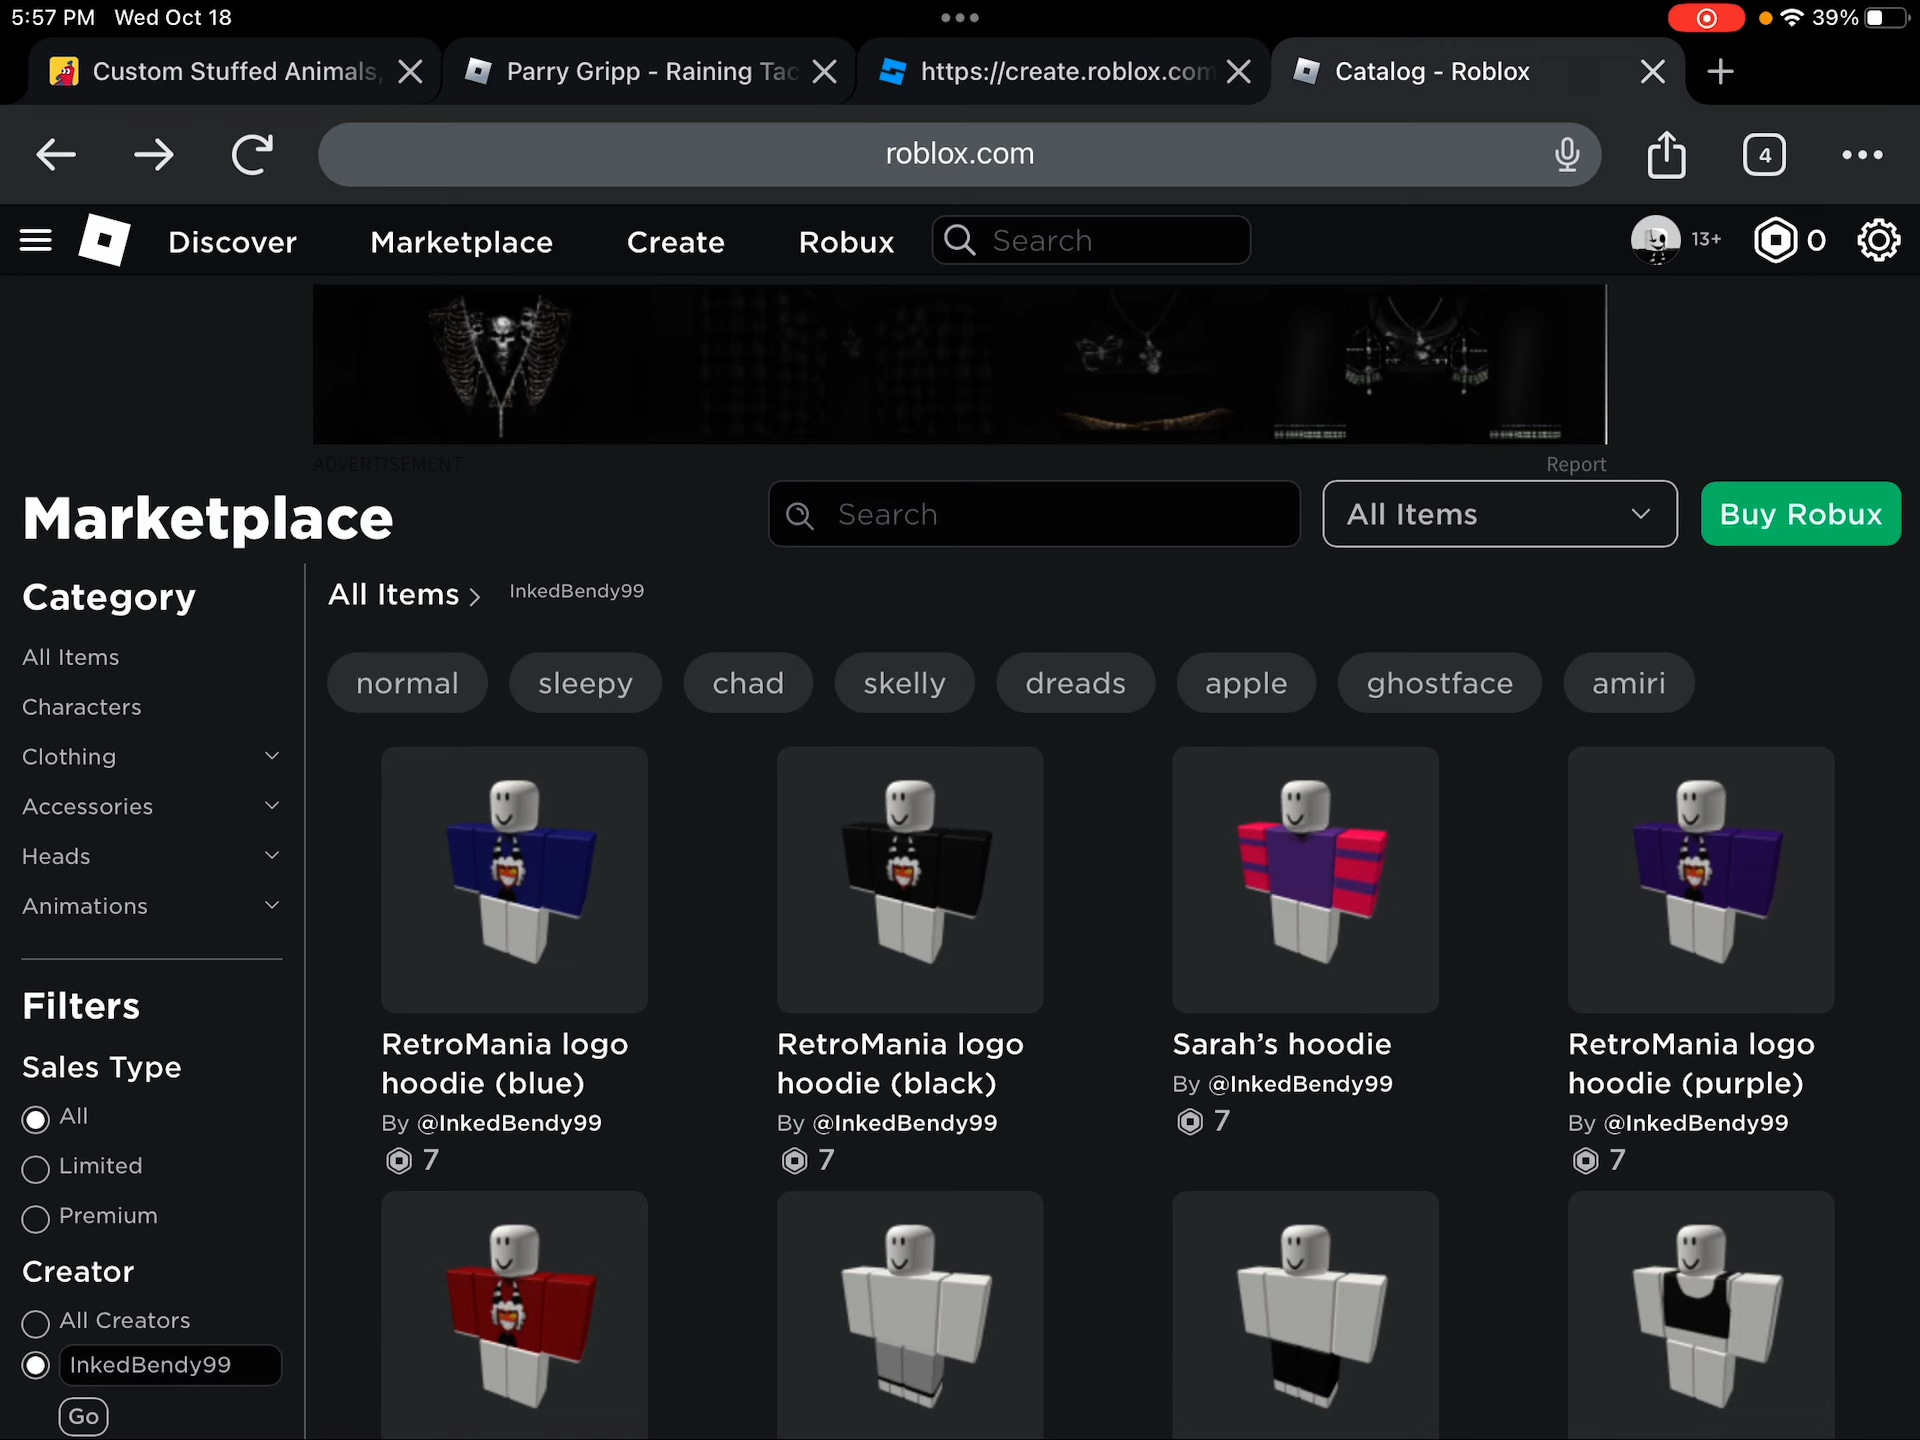 5:57 PM Wed Oct 18
39%
Custom Stuffed Animals,
Parry Gripp - Raining Tac
https://create.roblox.com
Catalog - Roblox
roblox.com
4
Discover
Marketplace
Create
Robux
Search
13+
0
ADVERTISEMENT
Report
Marketplace
Search
All Items
Buy Robux
Category
All Items
Characters
Clothing
Accessories
Heads
Animations
Filters
Sales Type
All
Limited
Premium
Creator
All Creators
InkedBendy99
Go
All Items > InkedBendy99
normal
sleepy
chad
skelly
dreads
apple
ghostface
amiri
RetroMania logo
hoodie (blue)
By @InkedBendy99
7
RetroMania logo
hoodie (black)
By @InkedBendy99
7
Sarah’s hoodie
By @InkedBendy99
7
RetroMania logo
hoodie (purple)
By @InkedBendy99
7